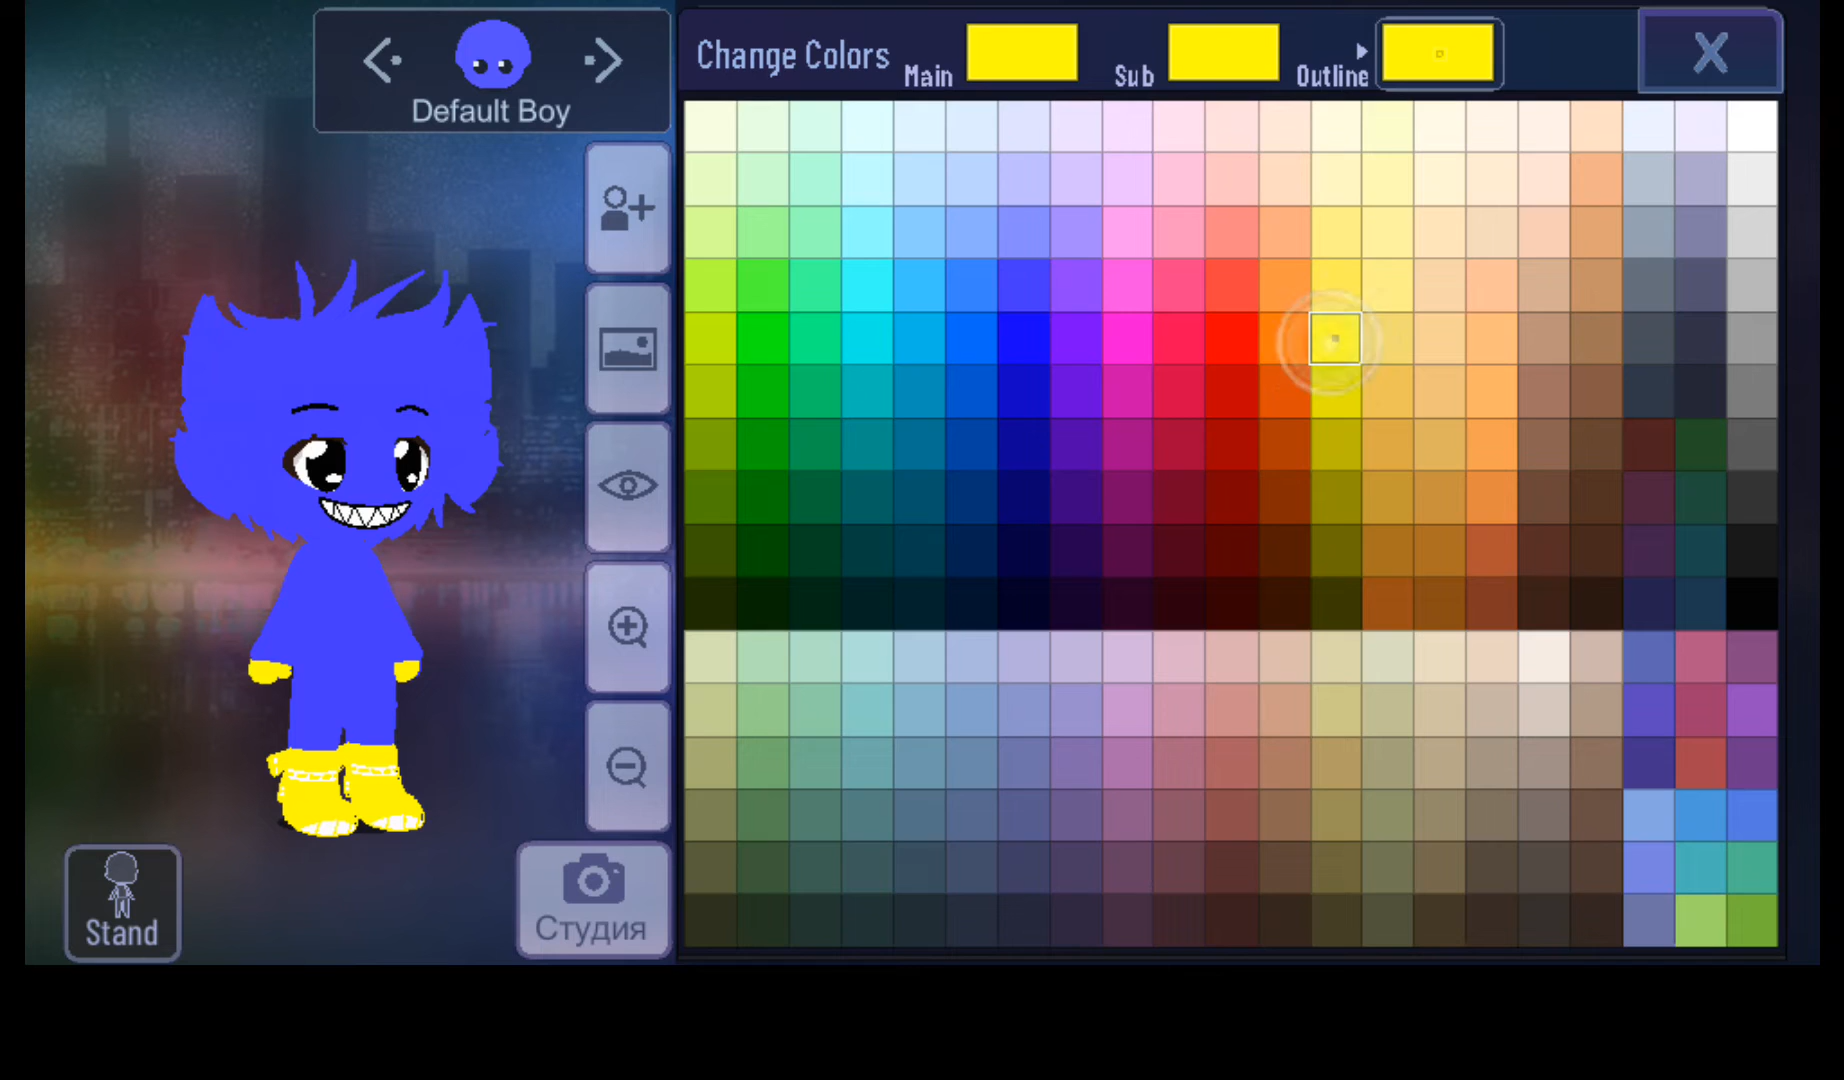 Default Boy
Change Colors Main Sub Outline X
Stand
Студия